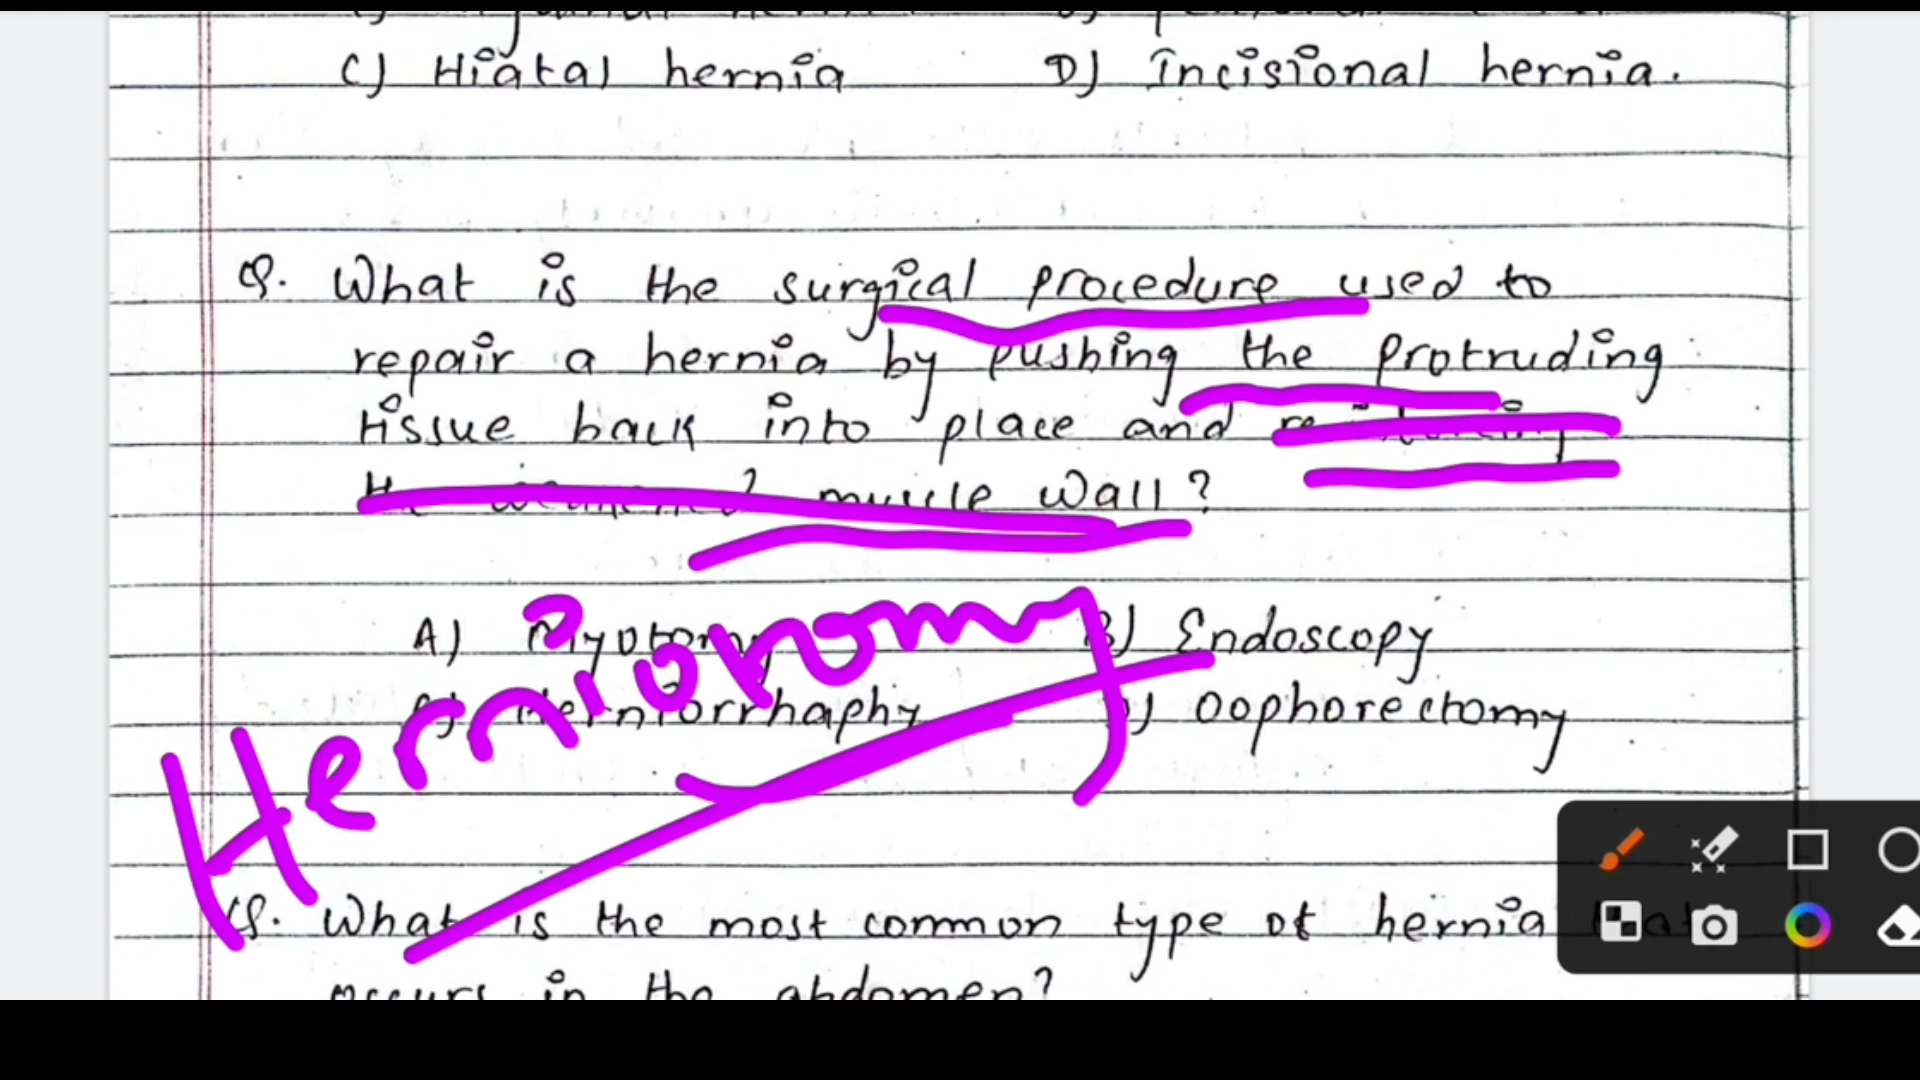 C) Hiatal hernia D) Incisional hernia.
Q. What is the surgical procedure used to
repair a hernia by pushing the protruding
tissue back into place and
muscle wall?
A) Myotomy B) Endoscopy
C) Herniorrhaphy D) Oophorectomy
Hernionomy
Q. What is the most common type of hernia
occurs in the abdomen?